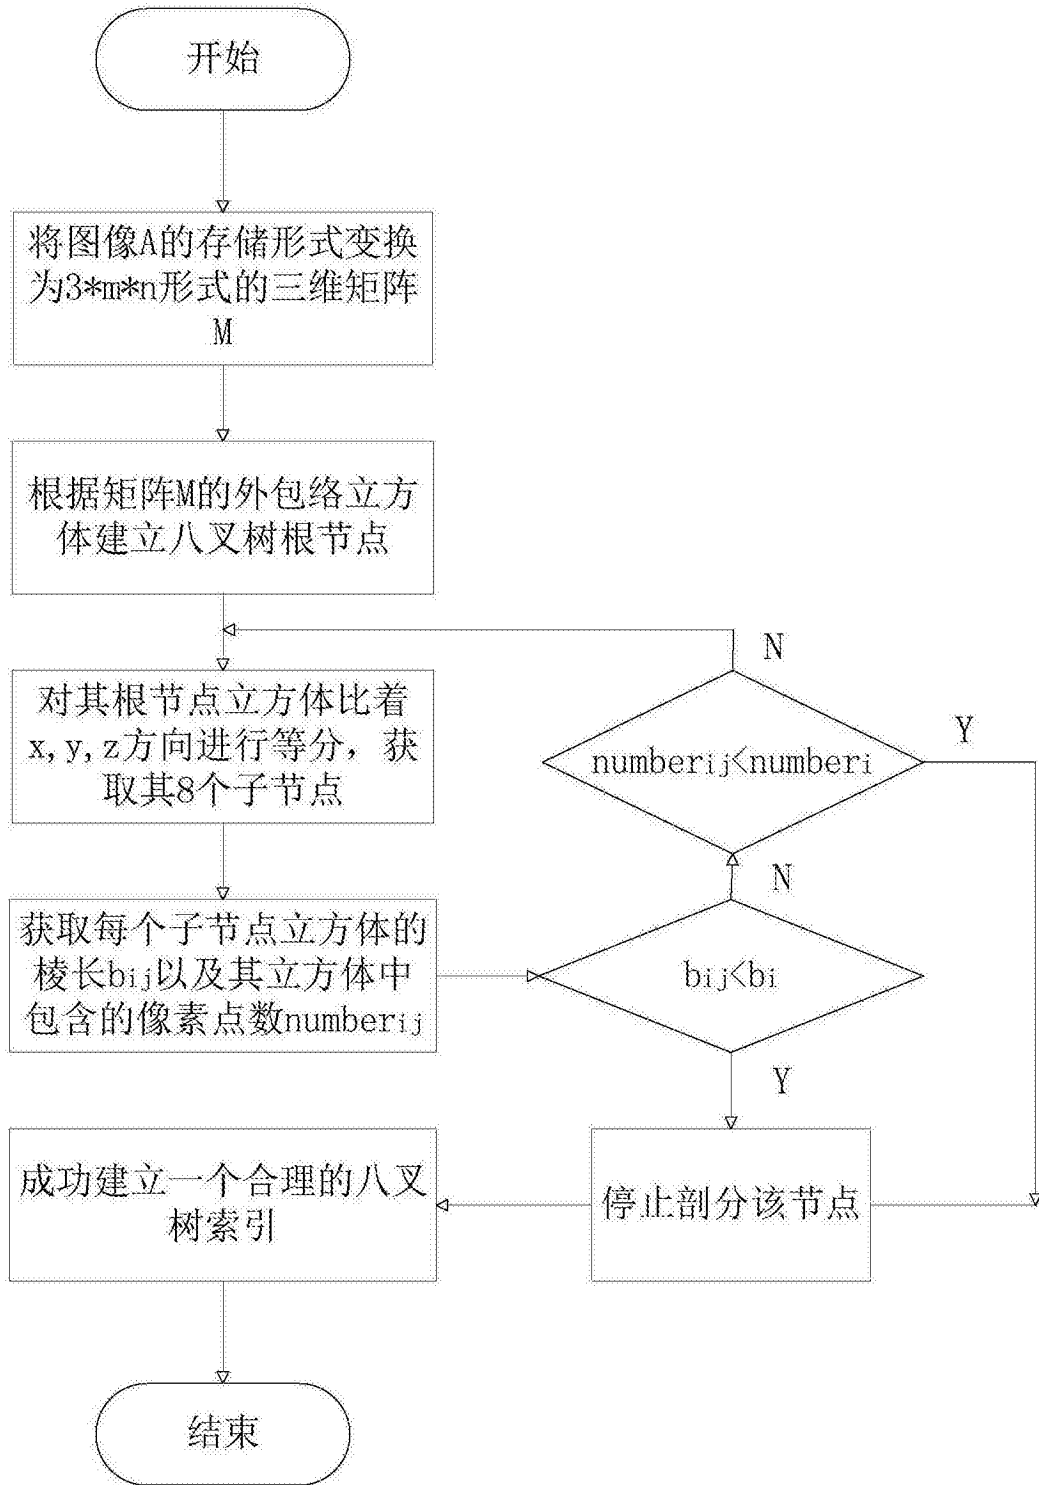 开始
将图像A的存储形式变换
为3*m*n形式的三维矩阵
M
根据矩阵M的外包络立方
体建立八叉树根节点
对其根节点立方体比着
x,y,z方向进行等分，获
取其8个子节点
获取每个子节点立方体的
棱长bij以及其立方体中
包含的像素点数numberij
bij<bi
N
Y
numberij<numberi
N
Y
停止剖分该节点
成功建立一个合理的八叉
树索引
结束